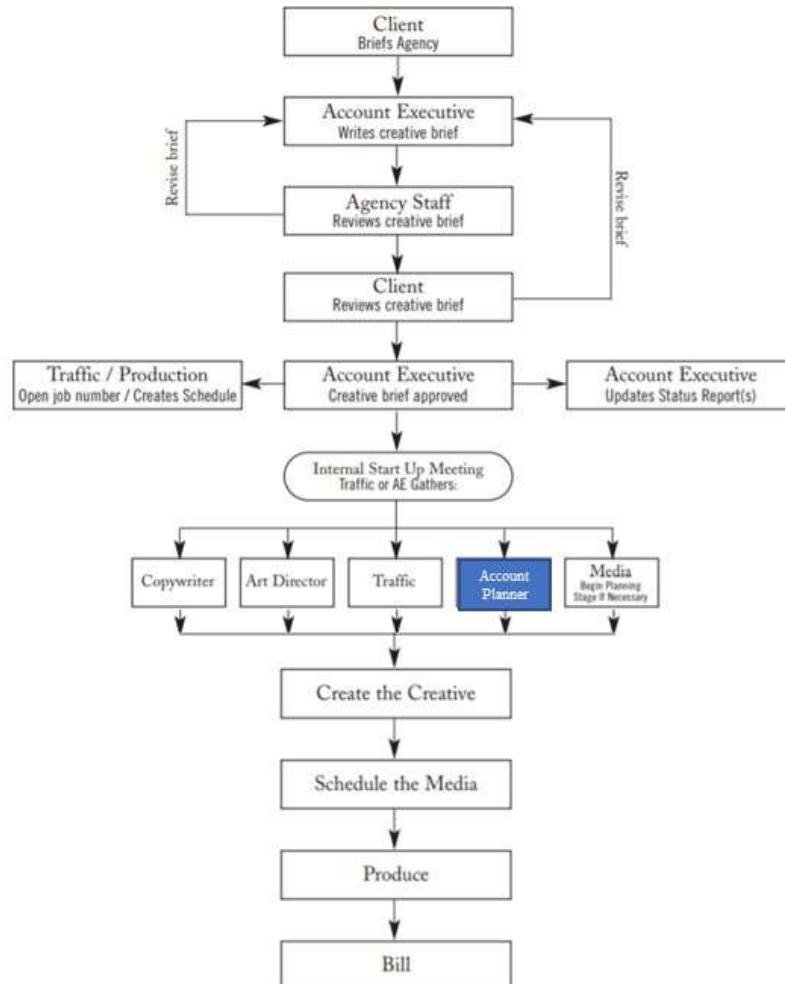 Client
Briefs Agency
Account Executive
Writes creative brief
Revise brief
Revise brief
Agency Staff
Reviews creative brief
Client
Reviews creative brief
Traffic / Production
Open job number / Creates Schedule
Account Executive
Creative brief approved
Account Executive
Updates Status Report(s)
Internal Start Up Meeting
Traffic or AE Gathers:
Copywriter
Art Director
Traffic
Account
Planner
Media
Begin Planning
Stage If Necessary
Create the Creative
Schedule the Media
Produce
Bill